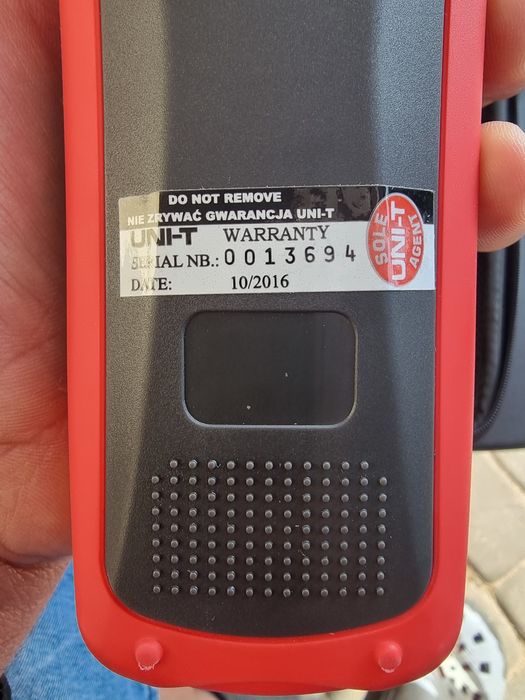 DO NOT REMOVE
NIE ZRYWAĆ GWARANCJA UNI-T
UNI-T WARRANTY
SERIAL NB.: 0013694
DATE: 10/2016
SOLE
UNI-T
AGENT